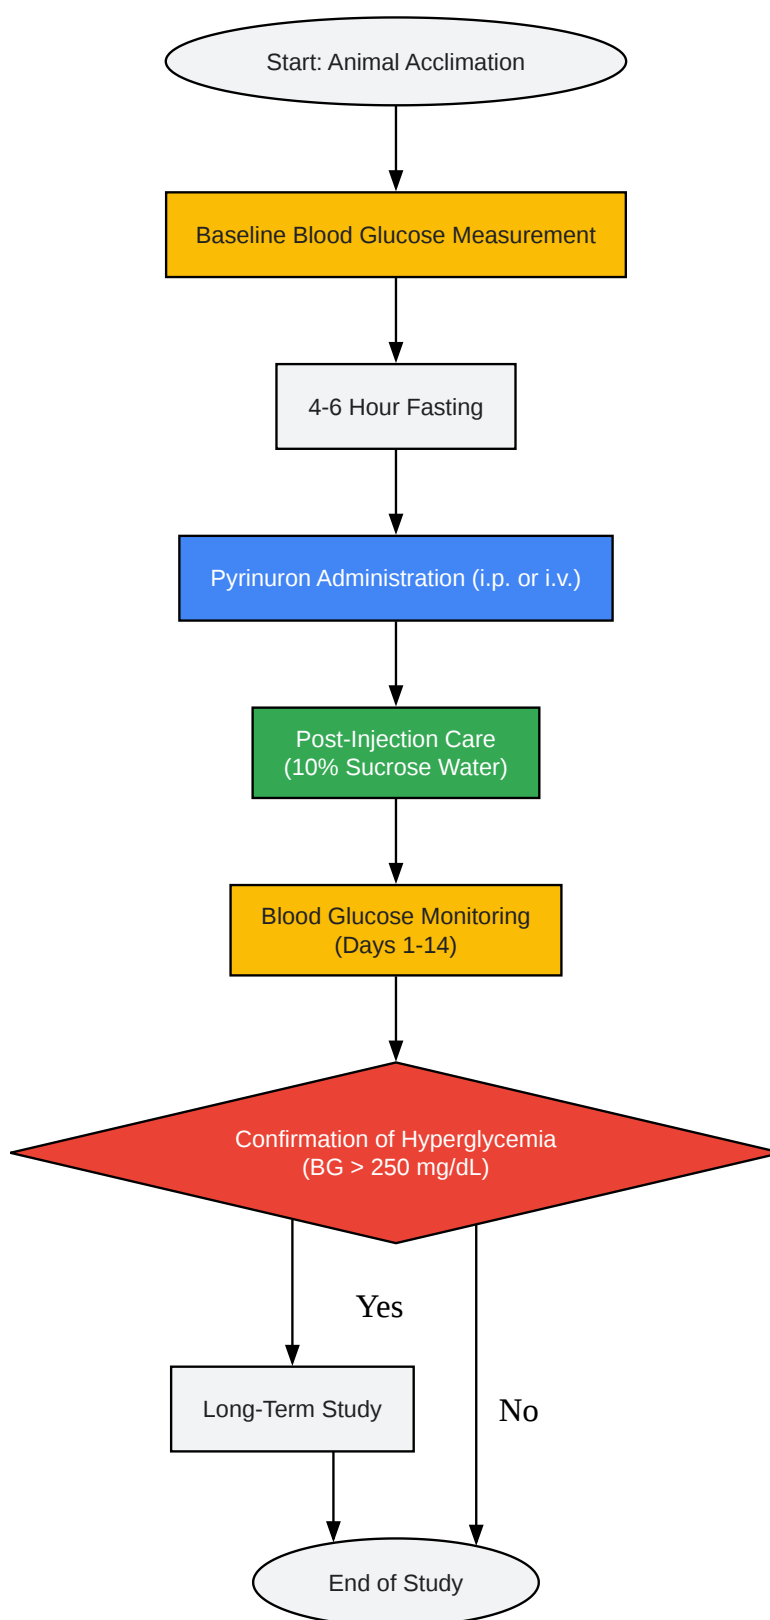 Start: Animal Acclimation
Baseline Blood Glucose Measurement
4-6 Hour Fasting
Pyrinuron Administration (i.p. or i.v.)
Post-Injection Care
(10% Sucrose Water)
Blood Glucose Monitoring
(Days 1-14)
Confirmation of Hyperglycemia
(BG > 250 mg/dL)
Yes
Long-Term Study
No
End of Study